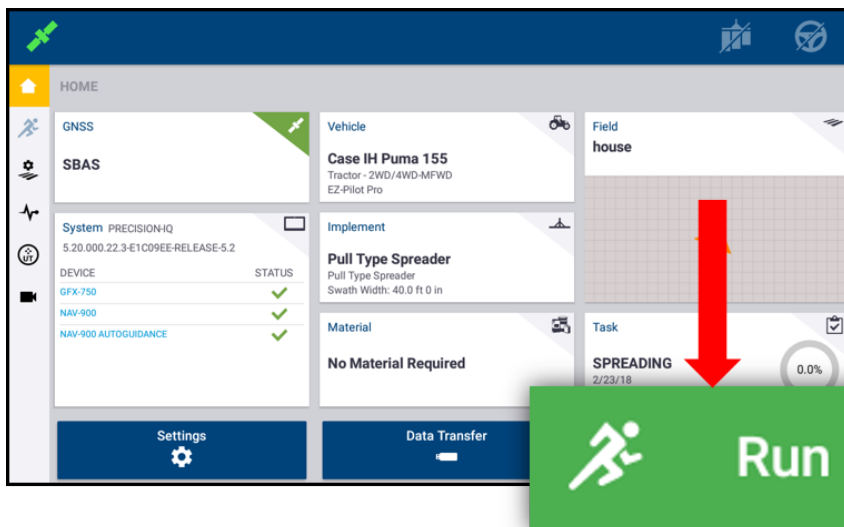 HOME
GNSS
SBAS
Vehicle
Case IH Puma 155
Tractor - 2WD/4WD-MFWD
EZ-Pilot Pro
Field
house
System PRECISION-IQ
5.20.000.22.3-E1C09EE-RELEASE-5.2
DEVICE STATUS
GFX-750
NAV-900
NAV-900 AUTOGUIDANCE
Implement
Pull Type Spreader
Pull Type Spreader
Swath Width: 40.0 ft 0 in
Material
No Material Required
Task
SPREADING
2/23/18
0.0%
UT
Settings
Data Transfer
Run